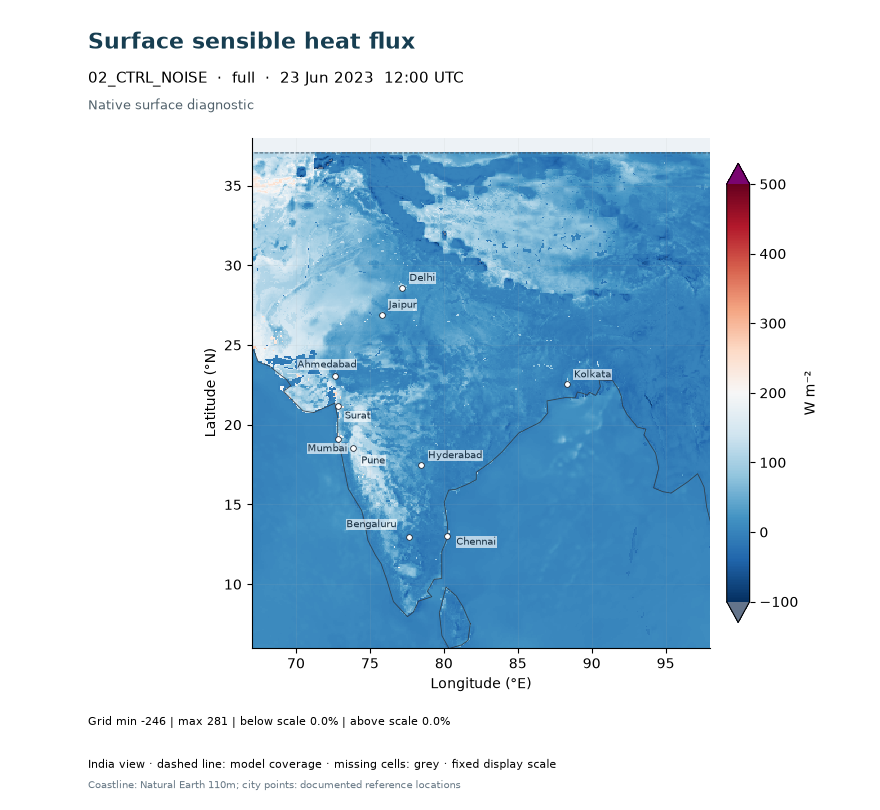 Surface sensible heat flux
02_CTRL_NOISE · full · 23 Jun 2023 12:00 UTC
Native surface diagnostic
35
30
25
20
15
10
Latitude (°N)
70
75
80
85
90
95
Longitude (°E)
Delhi
Jaipur
Ahmedabad
Kolkata
Surat
Mumbai
Pune
Hyderabad
Bengaluru
Chennai
500
400
300
200
100
0
−100
W m⁻²
Grid min -246 | max 281 | below scale 0.0% | above scale 0.0%
India view · dashed line: model coverage · missing cells: grey · fixed display scale
Coastline: Natural Earth 110m; city points: documented reference locations